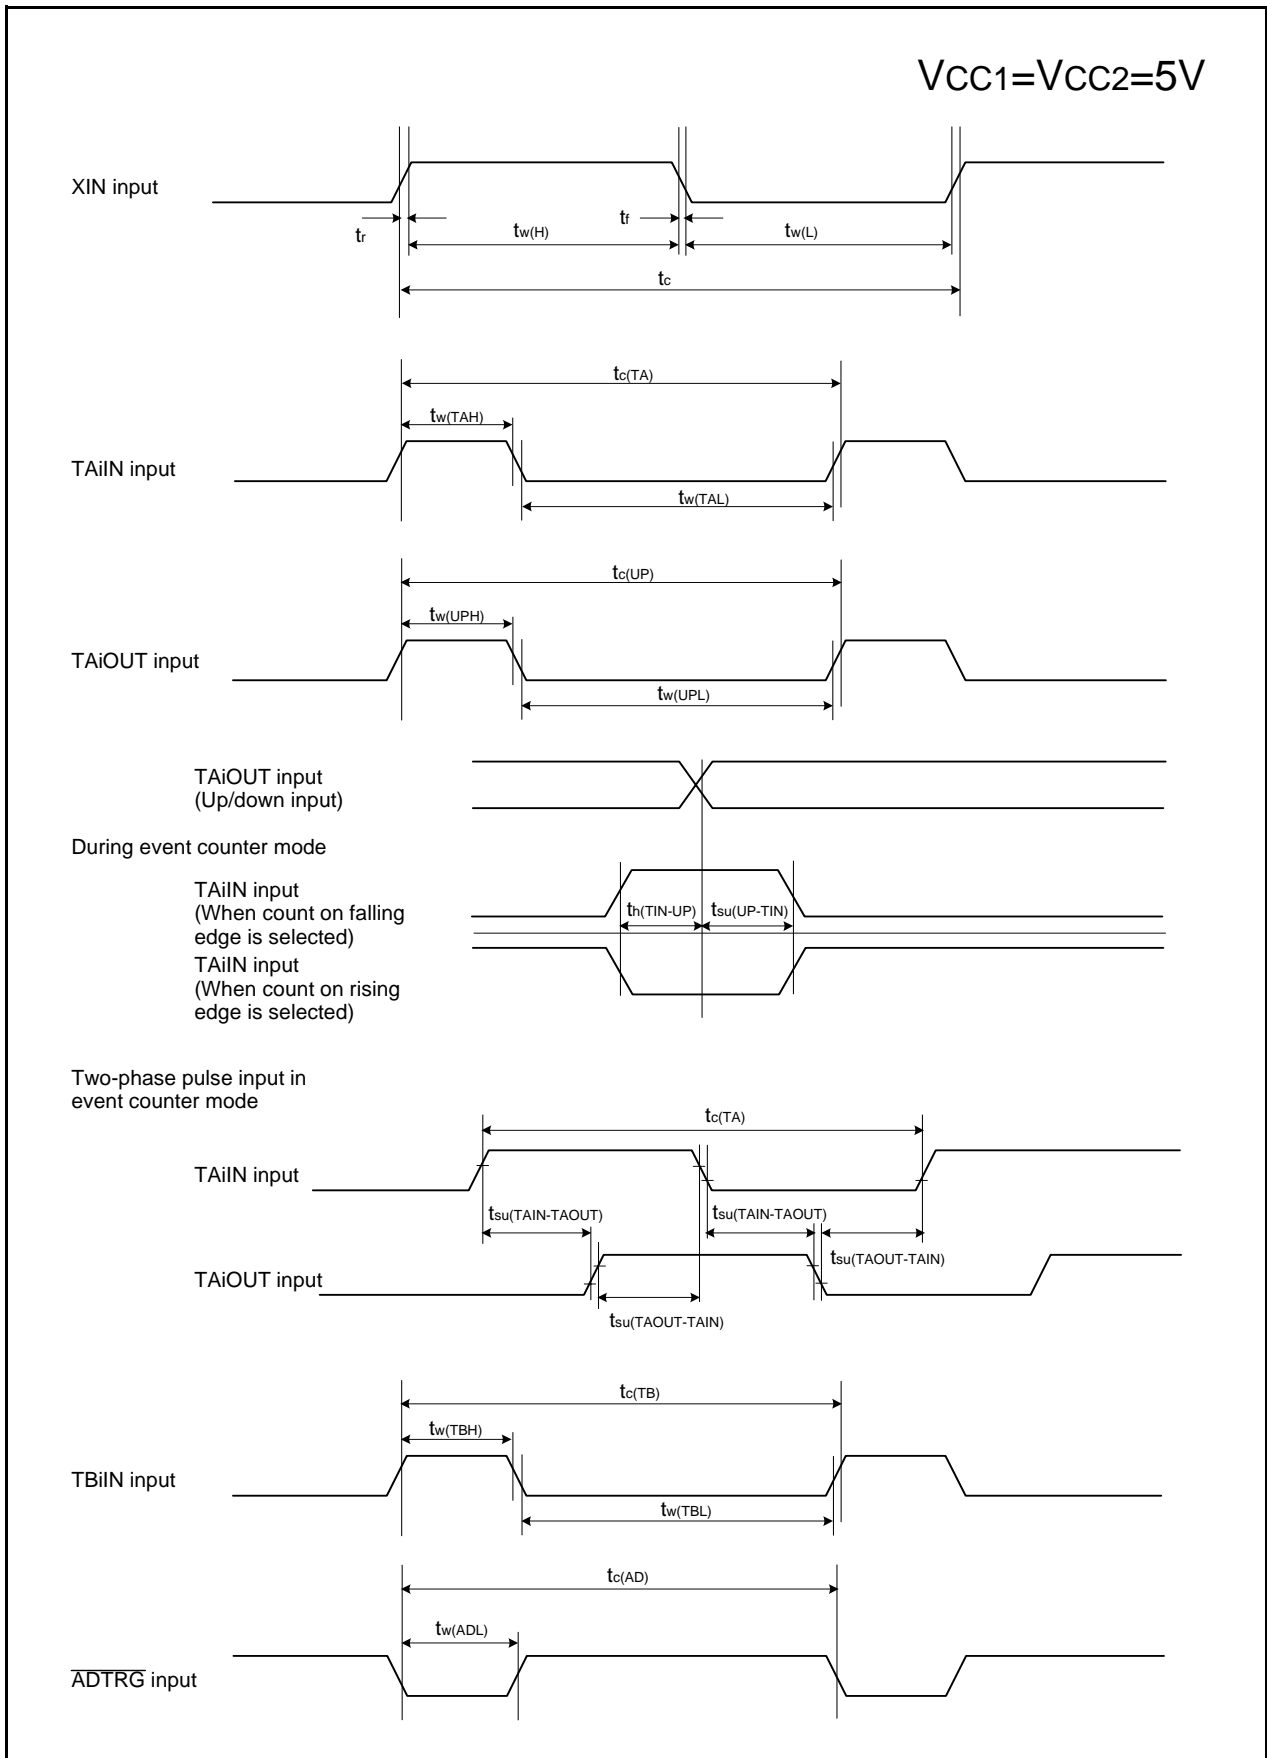 VCC1=VCC2=5V
XIN input
tr
tw(H)
tf
tw(L)
tc
tc(TA)
tw(TAH)
TAiIN input
tw(TAL)
tc(UP)
tw(UPH)
TAiOUT input
tw(UPL)
TAiOUT input
(Up/down input)
During event counter mode
TAiIN input
(When count on falling
edge is selected)
th(TIN-UP)
tsu(UP-TIN)
TAiIN input
(When count on rising
edge is selected)
Two-phase pulse input in
event counter mode
tc(TA)
TAiIN input
tsu(TAIN-TAOUT)
tsu(TAIN-TAOUT)
tsu(TAOUT-TAIN)
TAiOUT input
tsu(TAOUT-TAIN)
tc(TB)
tw(TBH)
TBiIN input
tw(TBL)
tc(AD)
tw(ADL)
ADTRG input